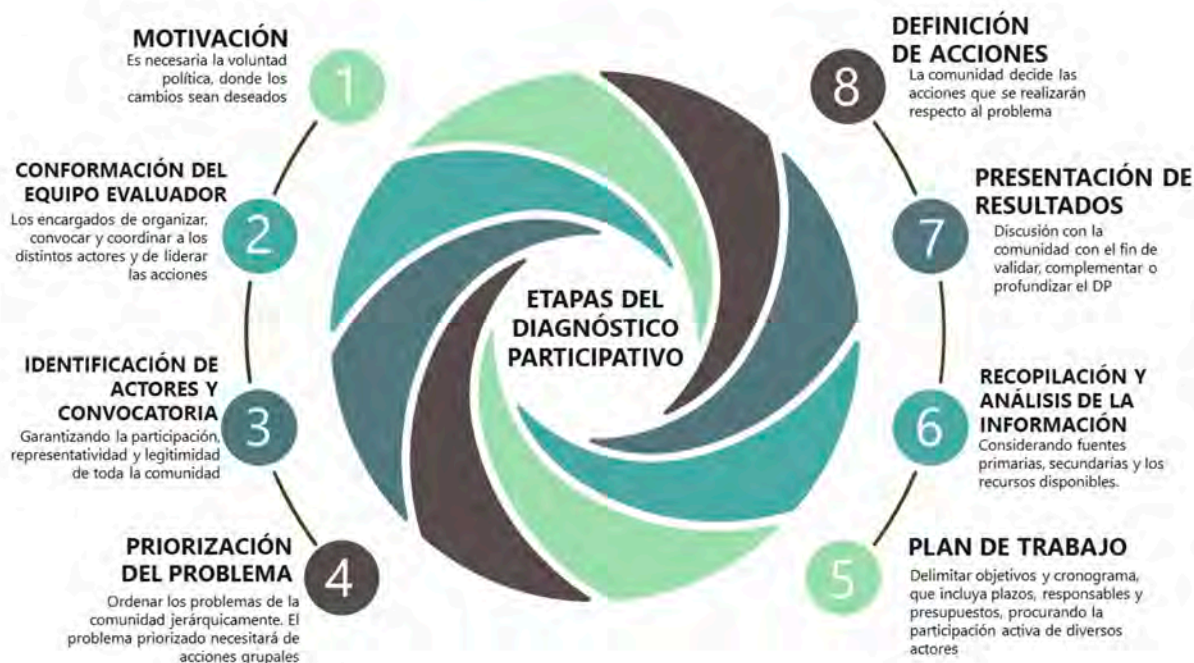 1
MOTIVACIÓN
Es necesaria la voluntad
política, donde los
cambios sean deseados
2
CONFORMACIÓN DEL
EQUIPO EVALUADOR
Los encargados de organizar,
convocar y coordinar a los
distintos actores y de liderar
las acciones
3
IDENTIFICACIÓN DE
ACTORES Y
CONVOCATORIA
Garantizando la participación,
representatividad y legitimidad
de toda la comunidad
4
PRIORIZACIÓN
DEL PROBLEMA
Ordenar los problemas de la
comunidad jerárquicamente. El
problema priorizado necesitará de
acciones grupales
ETAPAS DEL
DIAGNÓSTICO
PARTICIPATIVO
5
PLAN DE TRABAJO
Delimitar objetivos y cronograma,
que incluya plazos, responsables y
presupuestos, procurando la
participación activa de diversos
actores
6
RECOPILACIÓN Y
ANÁLISIS DE LA
INFORMACIÓN
Considerando fuentes
primarias, secundarias y los
recursos disponibles.
7
PRESENTACIÓN DE
RESULTADOS
Discusión con la
comunidad con el fin de
validar, complementar o
profundizar el DP
8
DEFINICIÓN
DE ACCIONES
La comunidad decide las
acciones que se realizarán
respecto al problema